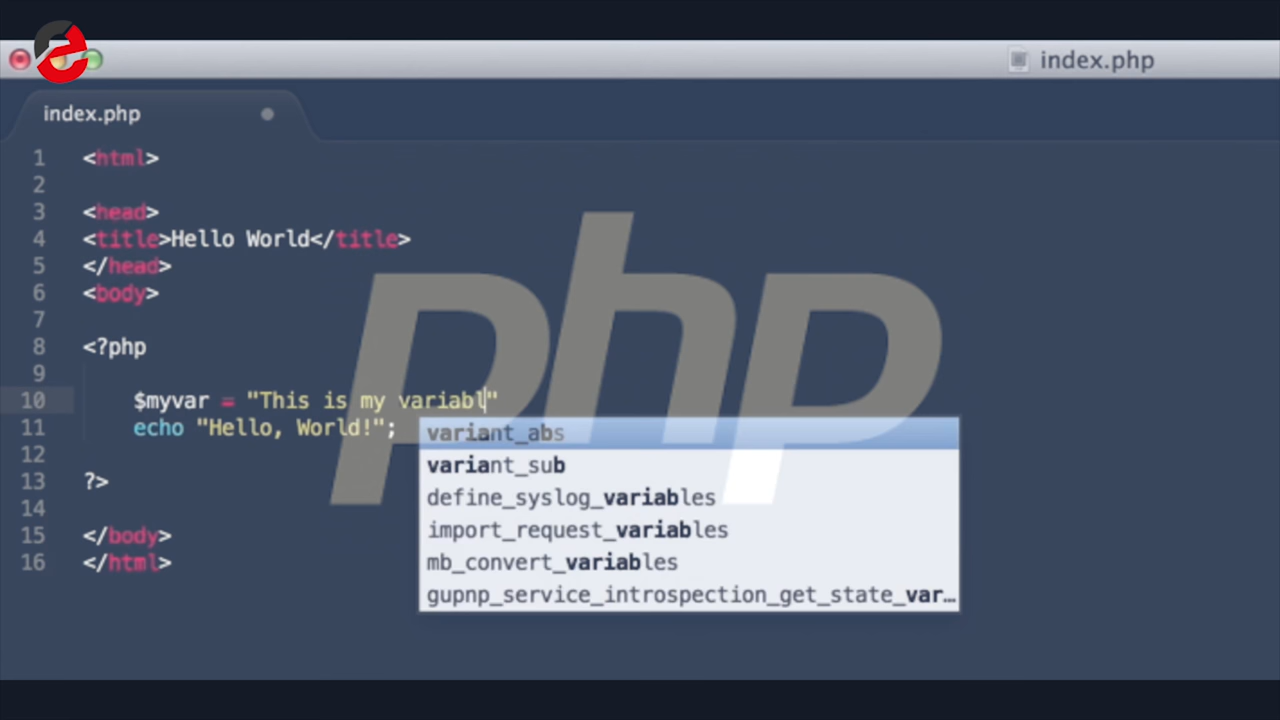 index.php
index.php
1 <html>
2
3 <head>
4 <title>Hello World</title>
5 </head>
6 <body>
7
8 <?php
9
10 $myvar = "This is my variabl"
11 echo "Hello, World!";
12
13 ?>
14
15 </body>
16 </html>
variant_abs
variant_sub
define_syslog_variables
import_request_variables
mb_convert_variables
gupnp_service_introspection_get_state_var…
php